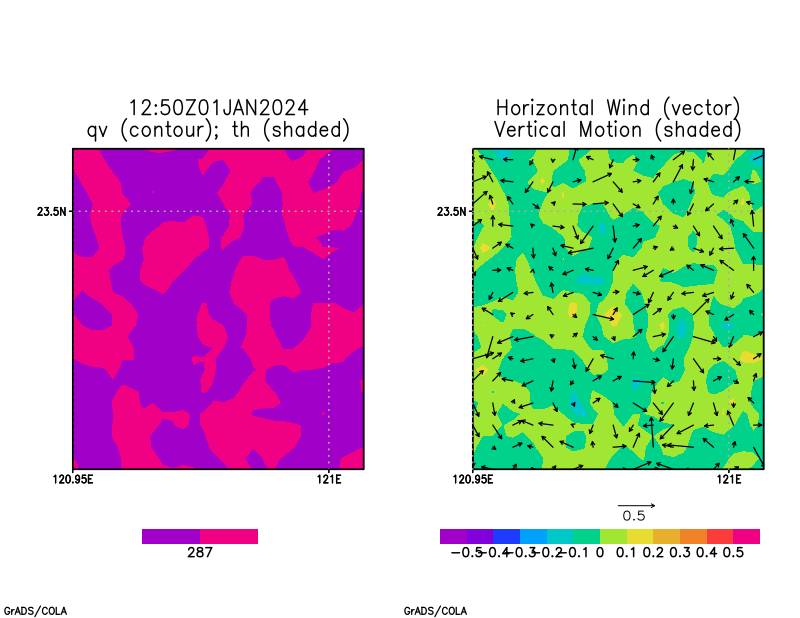 12:50Z01JAN2024
qv (contour); th (shaded)
23.5N
120.95E
121E
287
Horizontal Wind (vector)
Vertical Motion (shaded)
23.5N
120.95E
121E
0.5
−0.5 −0.4 −0.3 −0.2 −0.1 0 0.1 0.2 0.3 0.4 0.5
GrADS/COLA
GrADS/COLA